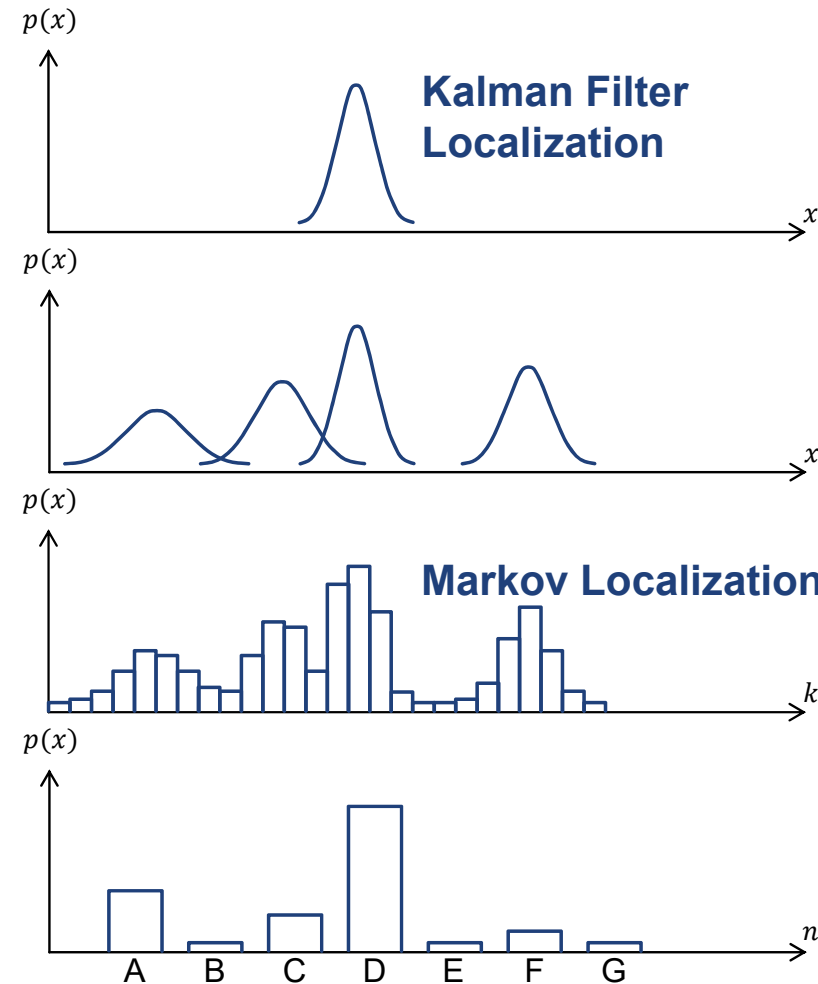 p(x)
Kalman Filter
Localization
x
p(x)
x
p(x)
Markov Localization
k
p(x)
n
A B C D E F G